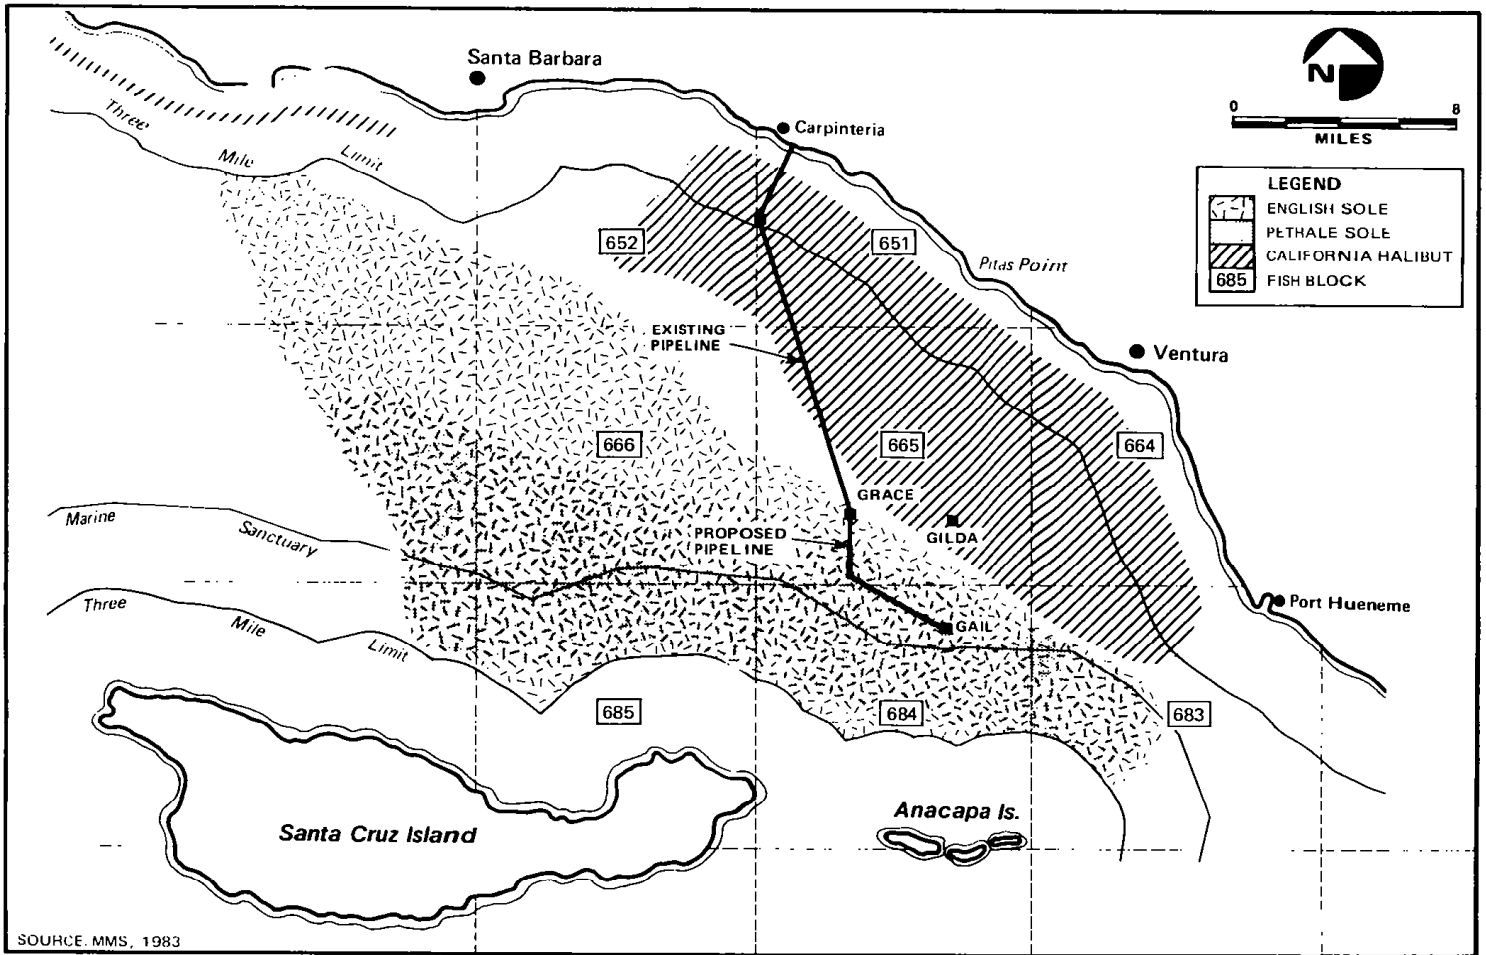 Santa Barbara
N
0 8
MILES
Three
Mile
Limit
Carpinteria
LEGEND
ENGLISH SOLE
PETRALE SOLE
CALIFORNIA HALIBUT
685 FISH BLOCK
652
651
Pitas Point
EXISTING
PIPELINE
Ventura
666
665
664
GRACE
Marine
Sanctuary
PROPOSED
PIPELINE
GILDA
Three
Mile
Limit
Port Hueneme
GAIL
685
684
683
Santa Cruz Island
Anacapa Is.
SOURCE. MMS, 1983